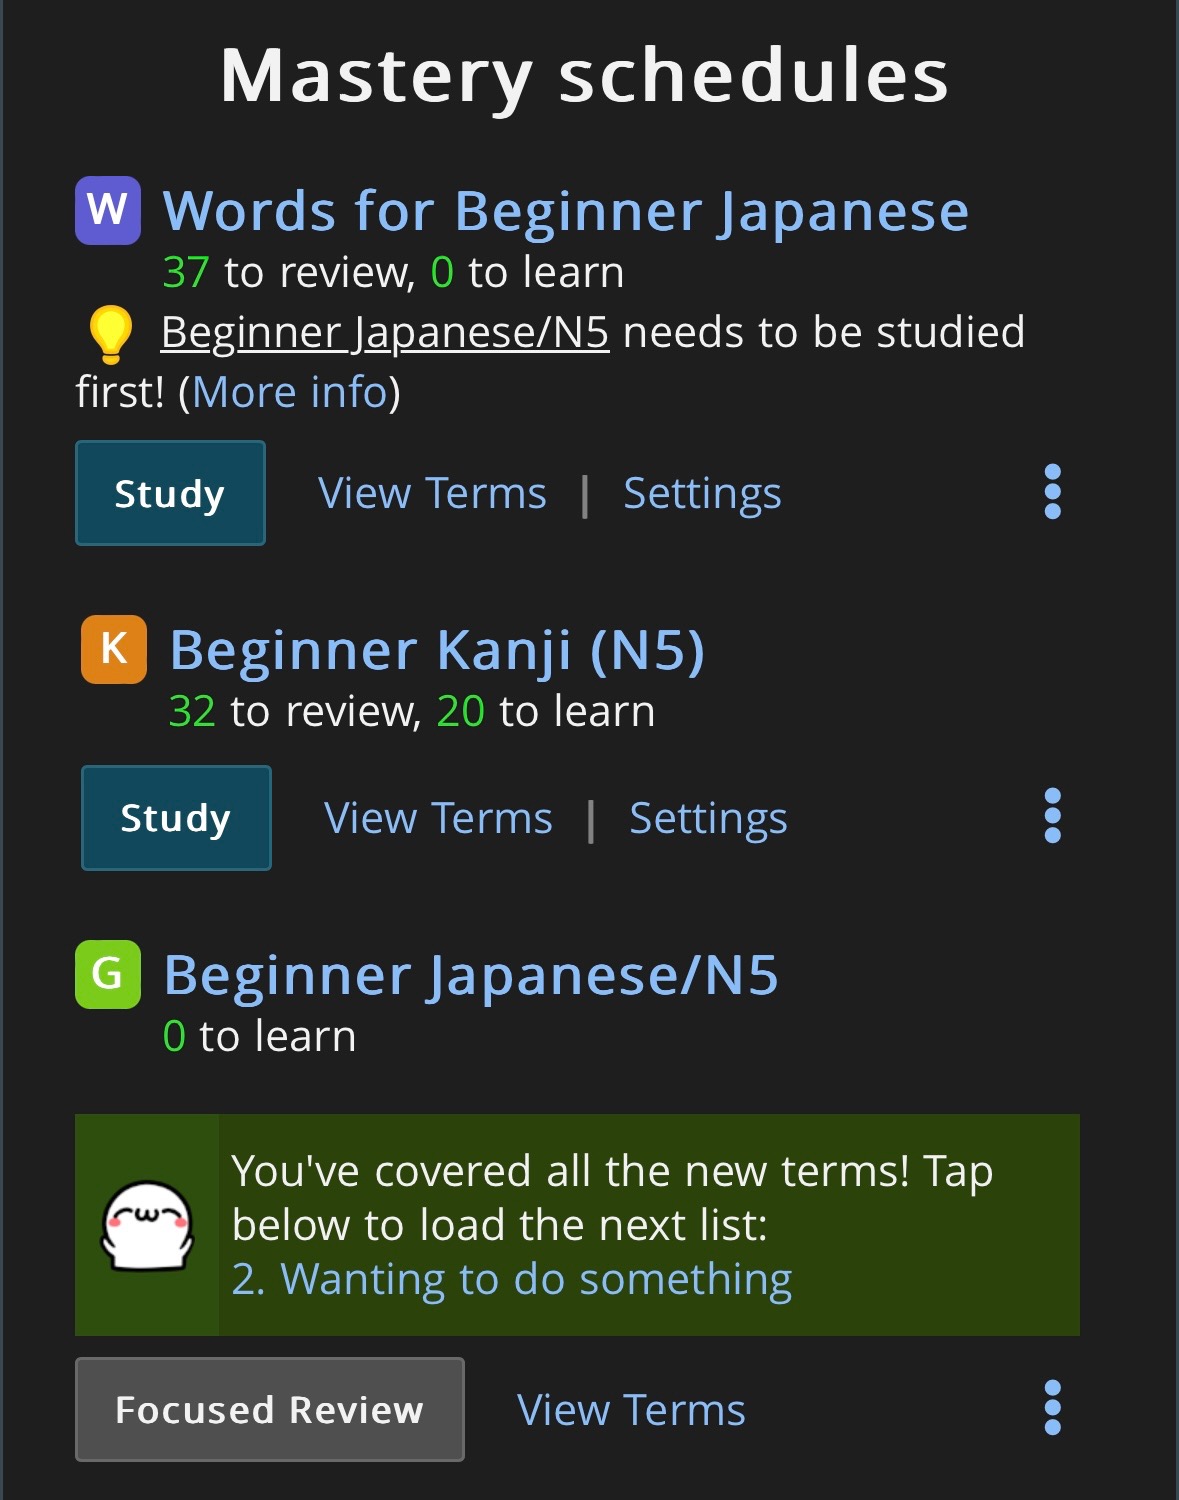 Mastery schedules
W Words for Beginner Japanese
37 to review, 0 to learn
Beginner Japanese/N5 needs to be studied
first! (More info)
Study View Terms | Settings
K Beginner Kanji (N5)
32 to review, 20 to learn
Study View Terms | Settings
G Beginner Japanese/N5
0 to learn
You've covered all the new terms! Tap
below to load the next list:
2. Wanting to do something
Focused Review View Terms